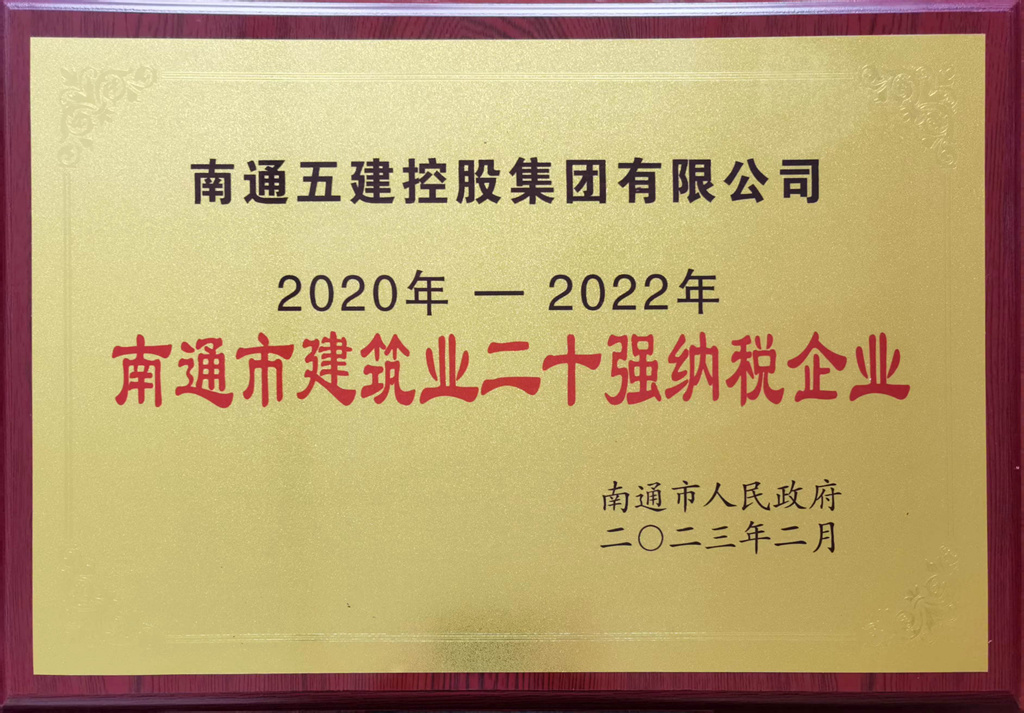 南通五建控股集团有限公司
2020年 — 2022年
南通市建筑业二十强纳税企业
南通市人民政府
二〇二三年二月